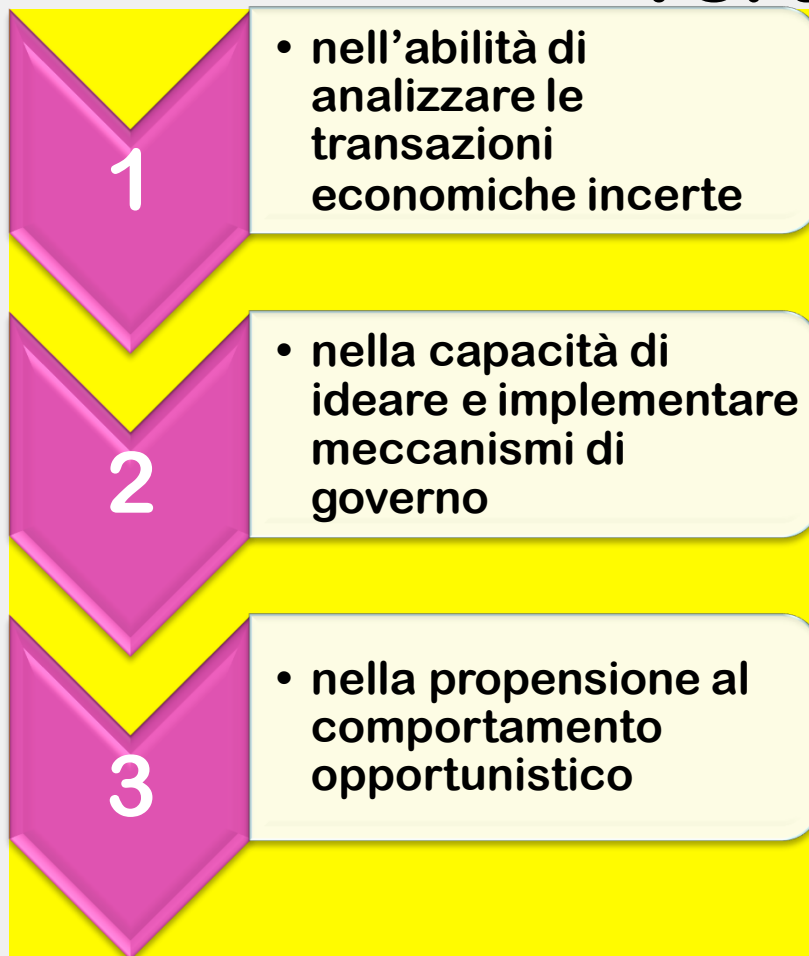 1
• nell’abilità di
analizzare le
transazioni
economiche incerte
2
• nella capacità di
ideare e implementare
meccanismi di
governo
3
• nella propensione al
comportamento
opportunistico